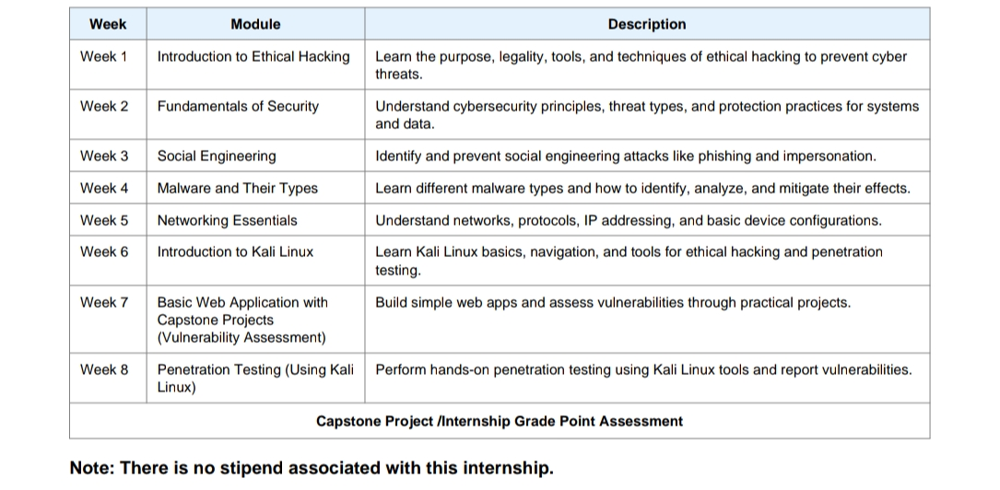 Week Module Description
Week 1 Introduction to Ethical Hacking Learn the purpose, legality, tools, and techniques of ethical hacking to prevent cyber
threats.
Week 2 Fundamentals of Security Understand cybersecurity principles, threat types, and protection practices for systems
and data.
Week 3 Social Engineering Identify and prevent social engineering attacks like phishing and impersonation.
Week 4 Malware and Their Types Learn different malware types and how to identify, analyze, and mitigate their effects.
Week 5 Networking Essentials Understand networks, protocols, IP addressing, and basic device configurations.
Week 6 Introduction to Kali Linux Learn Kali Linux basics, navigation, and tools for ethical hacking and penetration
testing.
Week 7 Basic Web Application with Build simple web apps and assess vulnerabilities through practical projects.
Capstone Projects
(Vulnerability Assessment)
Week 8 Penetration Testing (Using Kali Perform hands-on penetration testing using Kali Linux tools and report vulnerabilities.
Linux)
Capstone Project /Internship Grade Point Assessment
Note: There is no stipend associated with this internship.